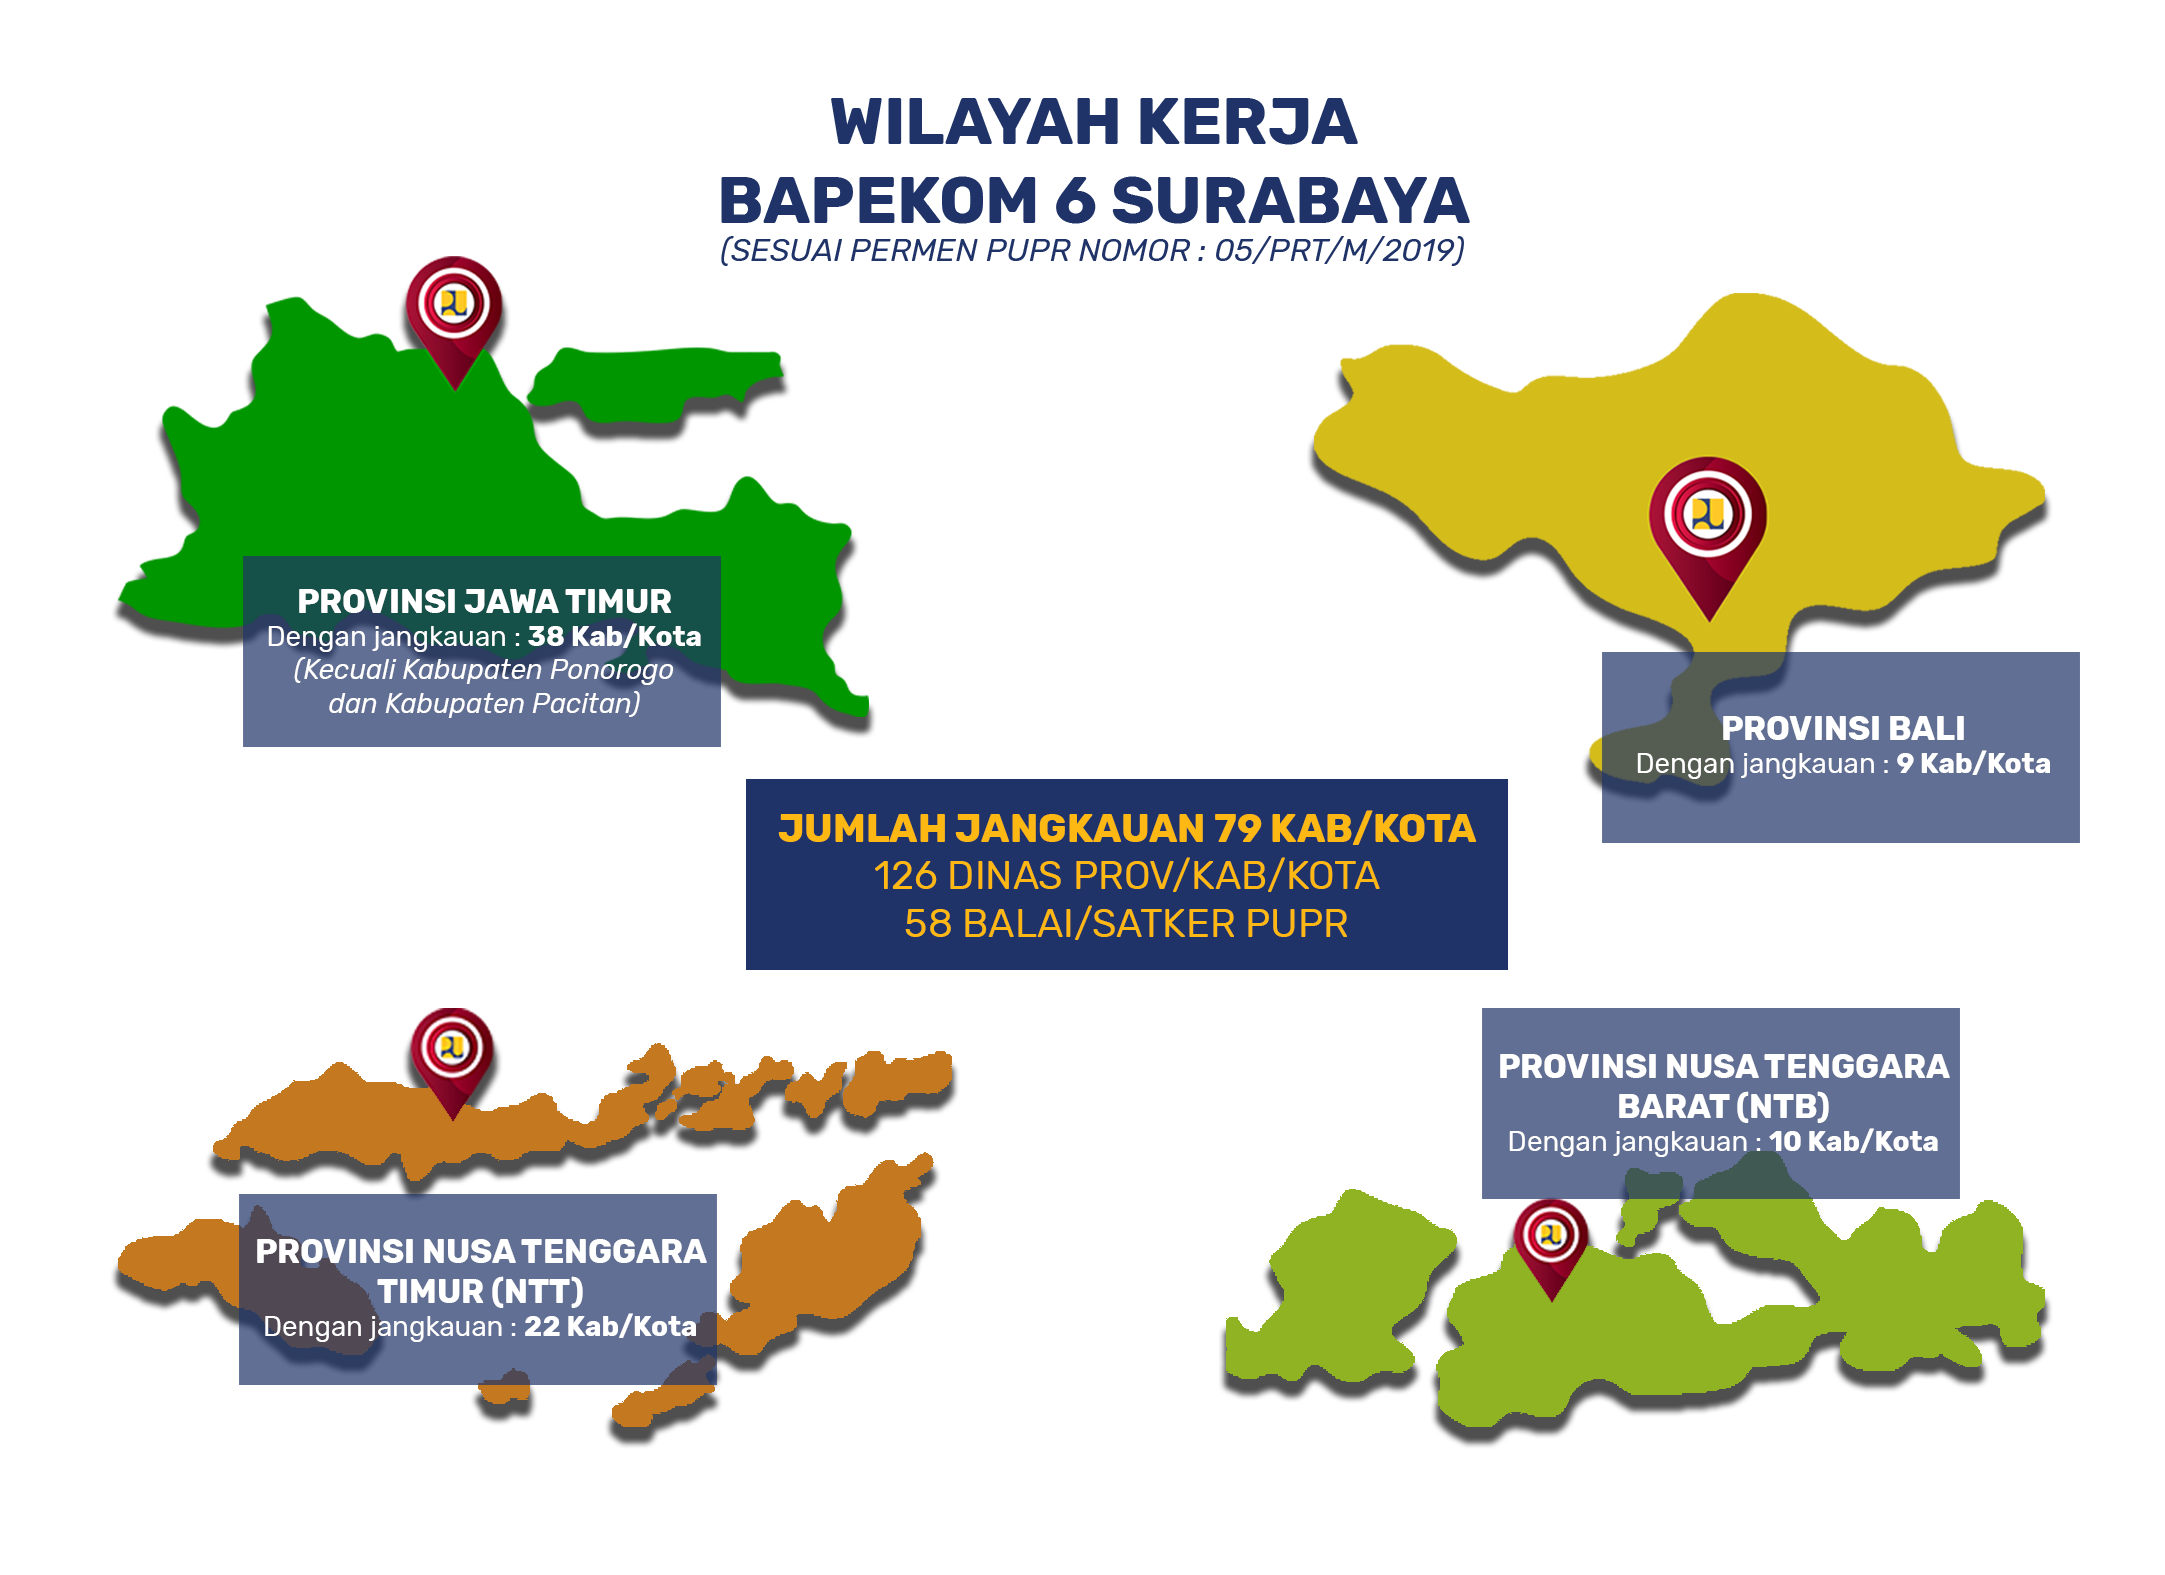 WILAYAH KERJA
BAPEKOM 6 SURABAYA
(SESUAI PERMEN PUPR NOMOR : 05/PRT/M/2019)
PROVINSI JAWA TIMUR
Dengan jangkauan : 38 Kab/Kota
(Kecuali Kabupaten Ponorogo
dan Kabupaten Pacitan)
PROVINSI BALI
Dengan jangkauan : 9 Kab/Kota
JUMLAH JANGKAUAN 79 KAB/KOTA
126 DINAS PROV/KAB/KOTA
58 BALAI/SATKER PUPR
PROVINSI NUSA TENGGARA
TIMUR (NTT)
Dengan jangkauan : 22 Kab/Kota
PROVINSI NUSA TENGGARA
BARAT (NTB)
Dengan jangkauan : 10 Kab/Kota